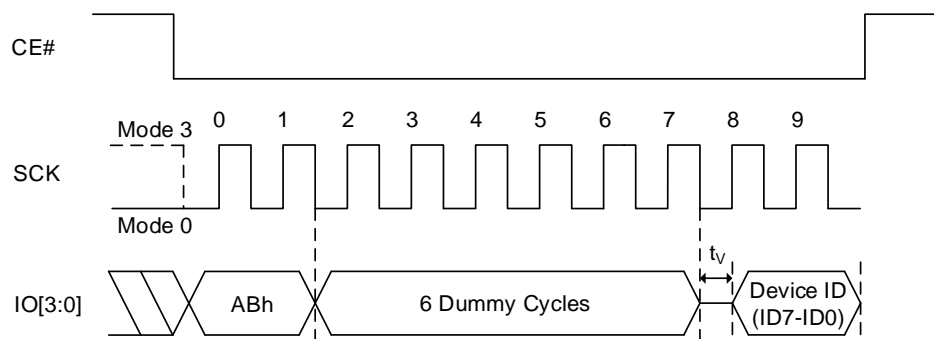 CE#
0 1 2 3 4 5 6 7 8 9
Mode 3
SCK
Mode 0
tV
IO[3:0]
ABh
6 Dummy Cycles
Device ID
(ID7-ID0)